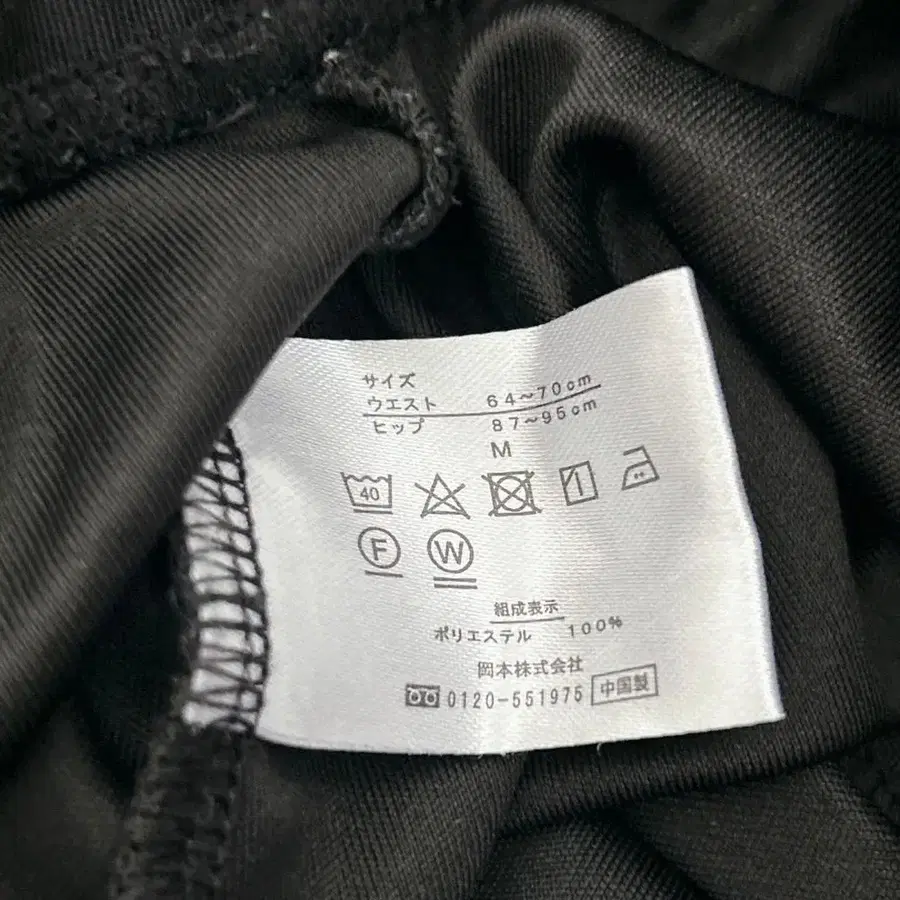 サイズ
ウエスト 64～70cm
ヒップ 87～95cm
M
40
F W
組成表示
ポリエステル 100%
岡本株式会社
0120-551975 中国製